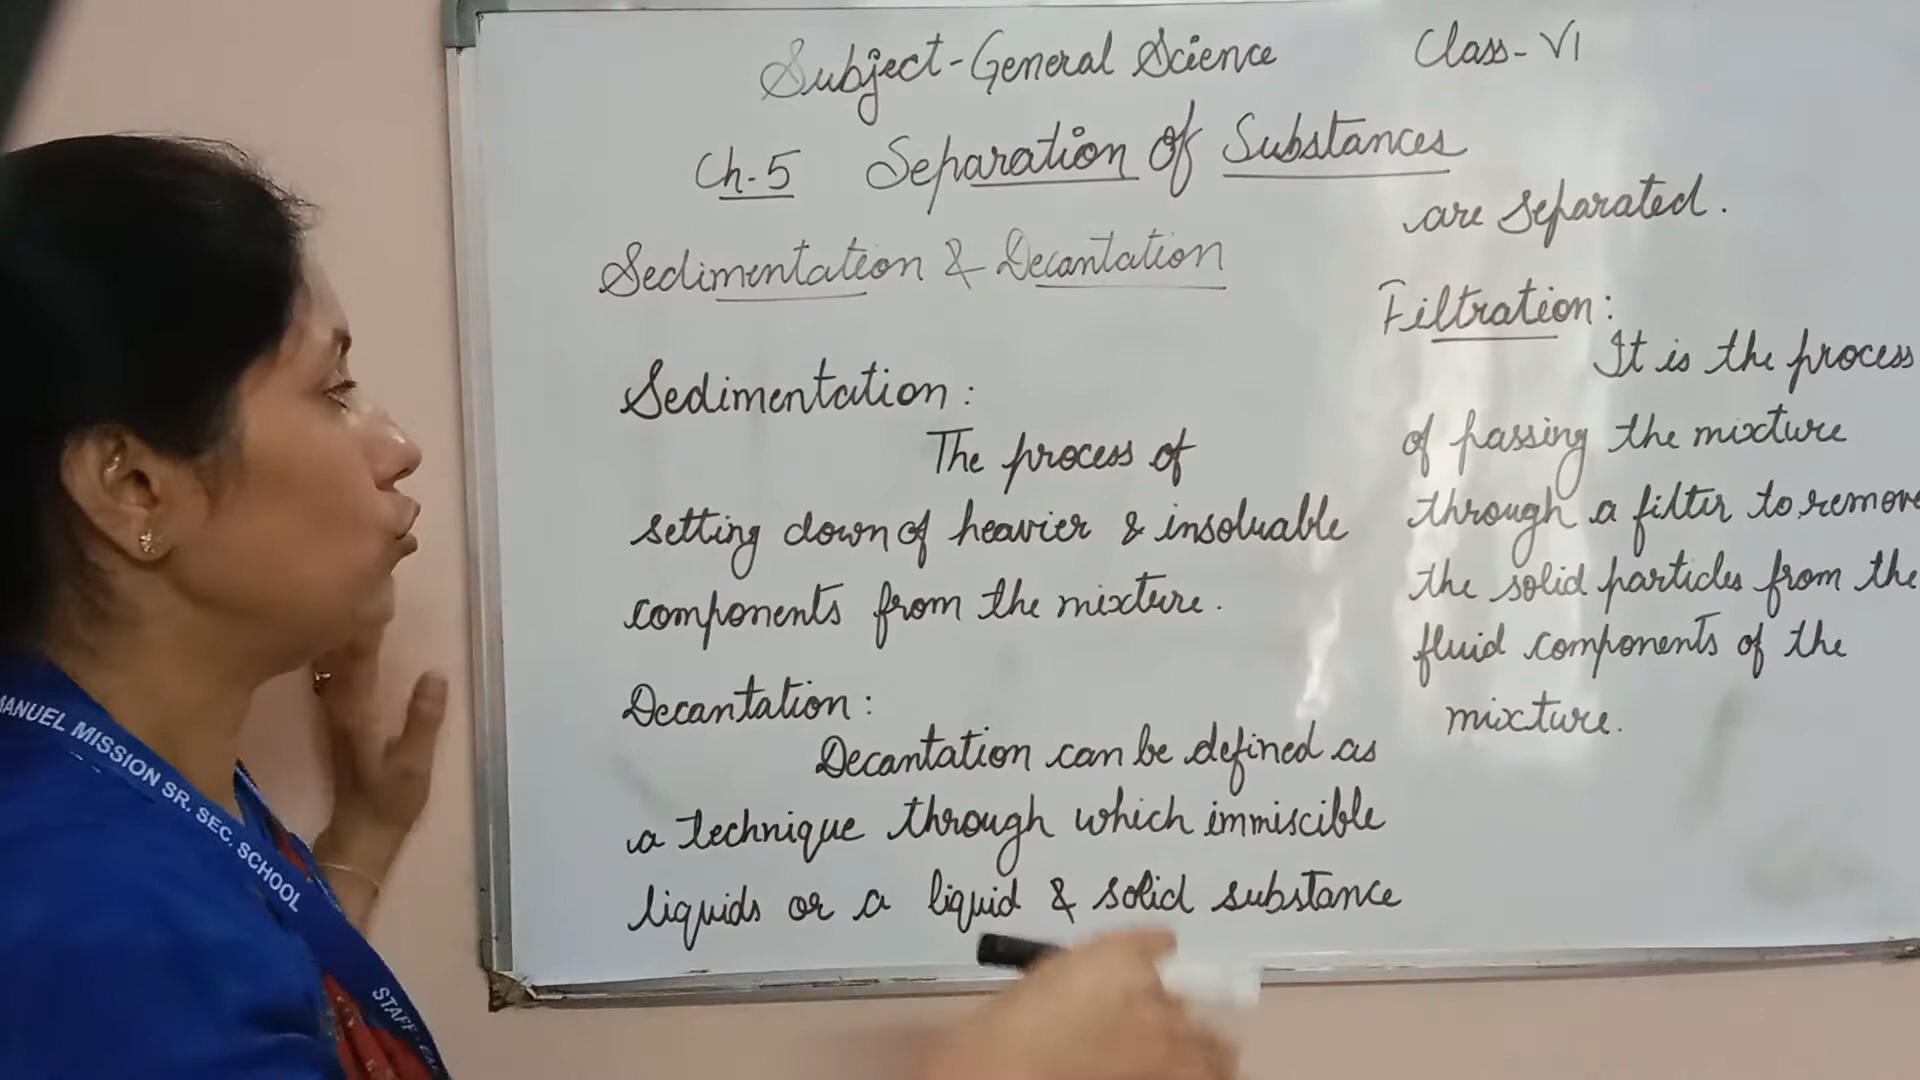 Subject-General Science Class-VI
Ch.5 Separation of Substances
Sedimentation & Decantation
Sedimentation:
The process of
setting down of heavier & insoluable
components from the mixture.
Decantation:
Decantation can be defined as
a technique through which immiscible
liquids or a liquid & solid substance
are separated.
Filtration:
It is the process
of passing the mixture
through a filter to remove
the solid particles from the
fluid components of the
mixture.
MANUEL MISSION SR. SEC. SCHOOL
STAFF